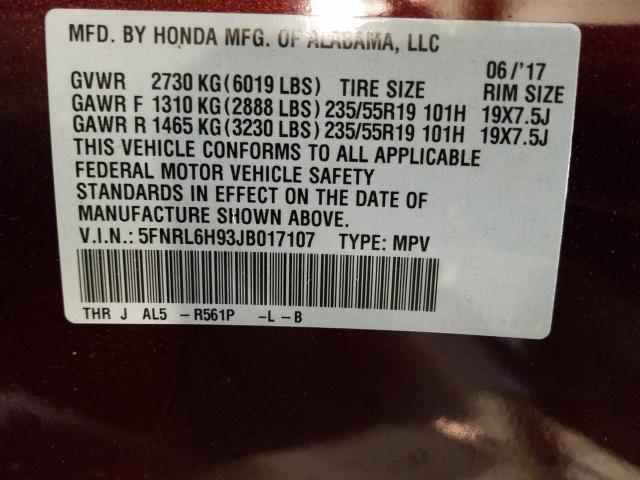 MFD. BY HONDA MFG. OF ALABAMA, LLC
06/'17
GVWR 2730 KG(6019 LBS) TIRE SIZE RIM SIZE
GAWR F 1310 KG(2888 LBS)235/55R19 101H 19X7.5J
GAWR R 1465 KG(3230 LBS)235/55R19 101H 19X7.5J
THIS VEHICLE CONFORMS TO ALL APPLICABLE
FEDERAL MOTOR VEHICLE SAFETY
STANDARDS IN EFFECT ON THE DATE OF
MANUFACTURE SHOWN ABOVE.
V.I.N.: 5FNRL6H93JB017107 TYPE: MPV
THR J AL5 - R561P -L - B